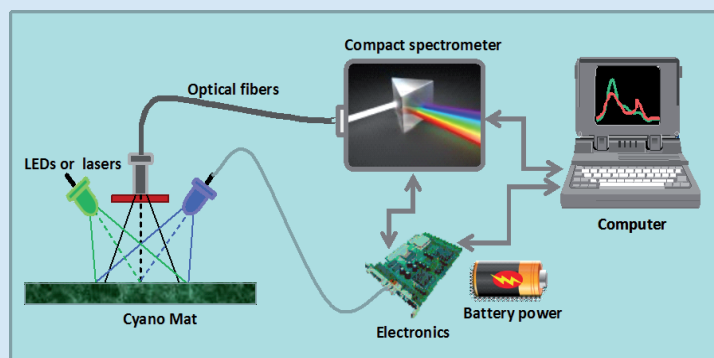 Compact spectrometer
Optical fibers
LEDs or lasers
Computer
Cyano Mat
Electronics
Battery power